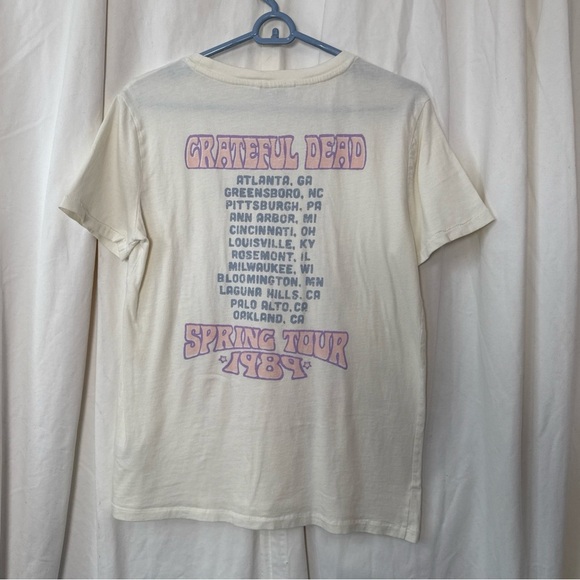 GRATEFUL DEAD
ATLANTA, GA
GREENSBORO, NC
PITTSBURGH, PA
ANN ARBOR, MI
CINCINNATI, OH
LOUISVILLE, KY
ROSEMONT, IL
MILWAUKEE, WI
BLOOMINGTON, MN
LAGUNA HILLS, CA
PALO ALTO, CA
OAKLAND, CA
SPRING TOUR
1989